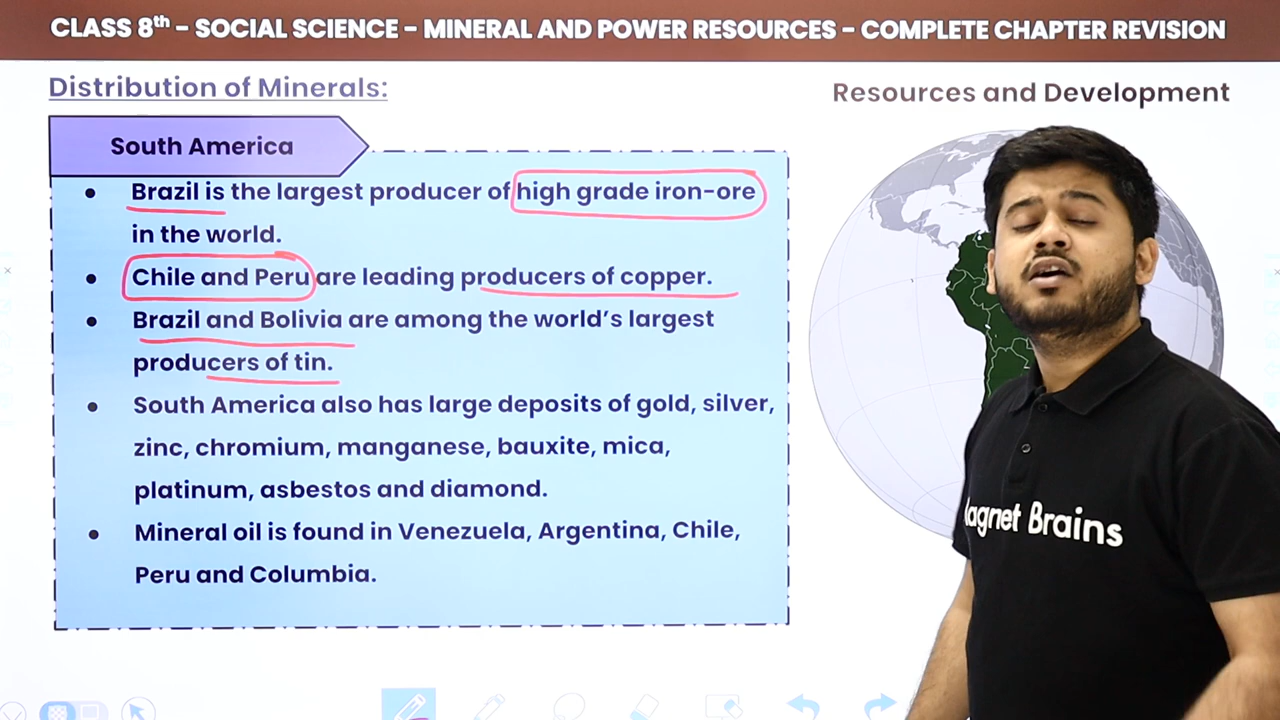 CLASS 8th – SOCIAL SCIENCE – MINERAL AND POWER RESOURCES – COMPLETE CHAPTER REVISION
Distribution of Minerals:
Resources and Development
South America
• Brazil is the largest producer of high grade iron-ore
in the world.
• Chile and Peru are leading producers of copper.
• Brazil and Bolivia are among the world's largest
producers of tin.
• South America also has large deposits of gold, silver,
zinc, chromium, manganese, bauxite, mica,
platinum, asbestos and diamond.
• Mineral oil is found in Venezuela, Argentina, Chile,
Peru and Columbia.
agnet Brains